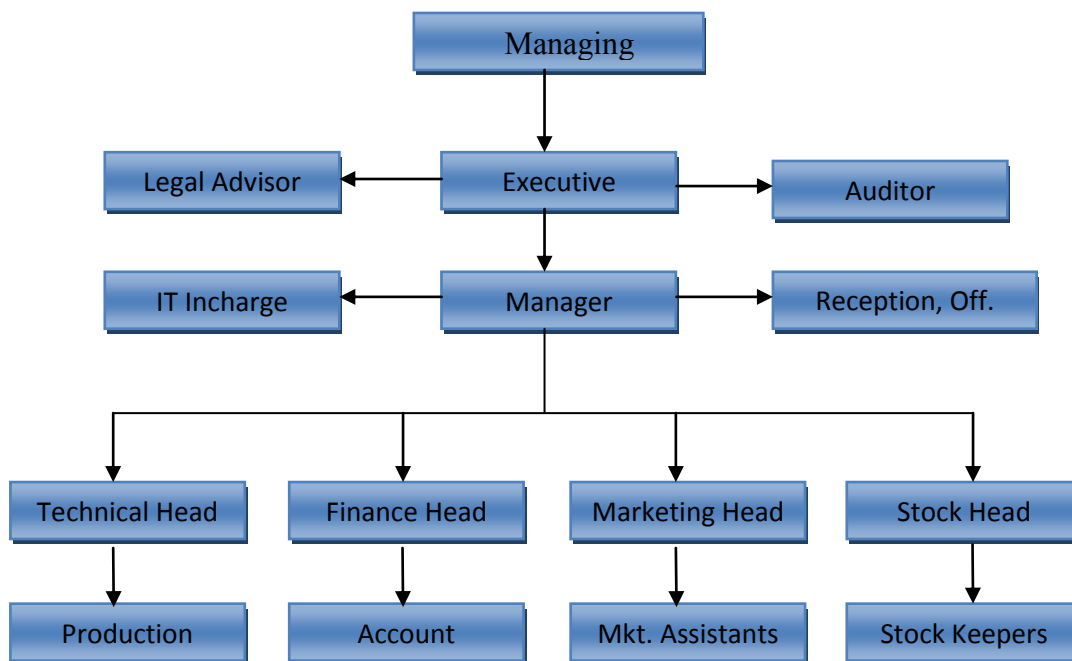 Managing
Legal Advisor
Executive
Auditor
IT Incharge
Manager
Reception, Off.
Technical Head
Finance Head
Marketing Head
Stock Head
Production
Account
Mkt. Assistants
Stock Keepers